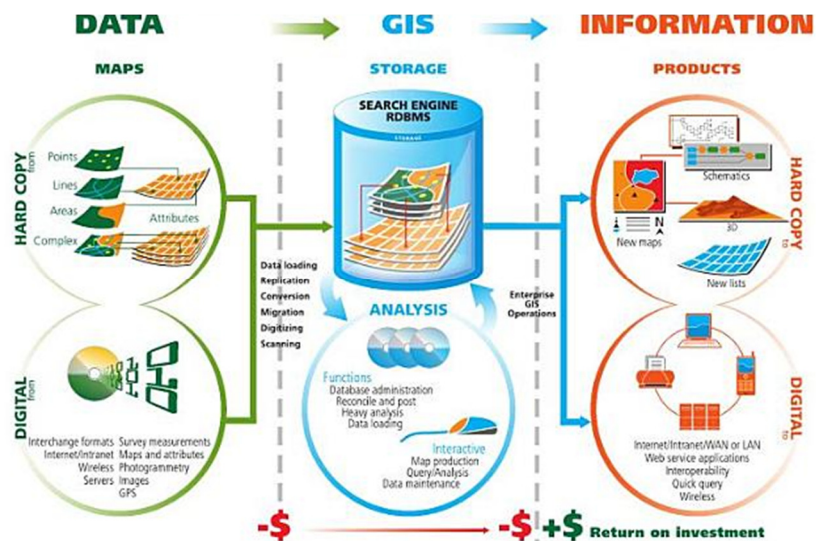 DATA
GIS
INFORMATION
MAPS
STORAGE
PRODUCTS
HARD COPY
from
Points
Lines
Areas
Attributes
Complex
SEARCH ENGINE
RDBMS
STORAGE
Schematics
N
New maps
3D
New lists
HARD COPY
to
Data loading
Replication
Conversion
Migration
Digitizing
Scanning
ANALYSIS
Enterprise
GIS
Operations
DIGITAL
from
Interchange formats
Internet/Intranet
Wireless
Servers
Survey measurements
Maps and attributes
Photogrammetry
Images
GPS
Functions
Database administration
Reconcile and post
Heavy analysis
Data loading
Interactive
Map production
Query/Analysis
Data maintenance
DIGITAL
to
Internet/Intranet/WAN or LAN
Web service applications
Interoperability
Quick query
Wireless
-$
-$
+$ Return on investment